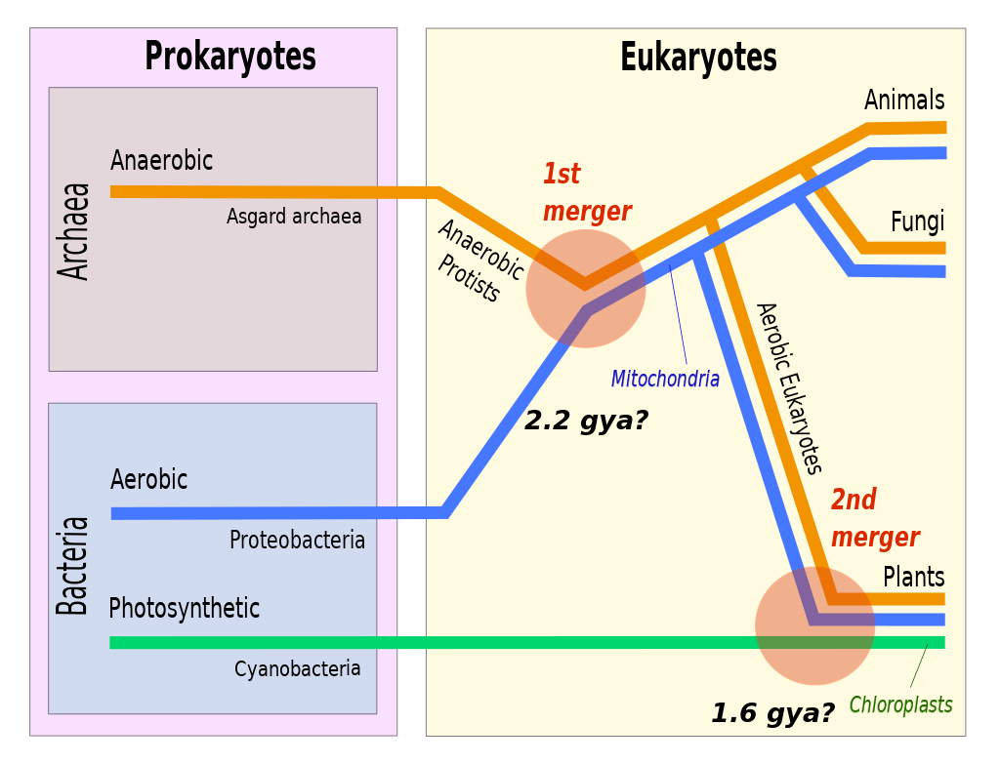 Prokaryotes
Archaea
Anaerobic
Asgard archaea
Bacteria
Aerobic
Proteobacteria
Photosynthetic
Cyanobacteria
Eukaryotes
Animals
1st
merger
Fungi
Anaerobic
Protists
Mitochondria
2.2 gya?
Aerobic Eukaryotes
2nd
merger
Plants
Chloroplasts
1.6 gya?